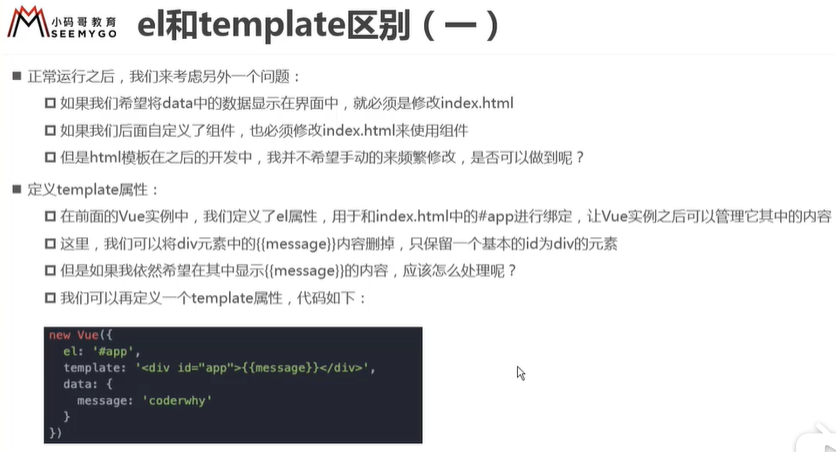 小码哥教育
SEEMYGO
el和template区别（一）
正常运行之后，我们来考虑另外一个问题：
如果我们希望将data中的数据显示在界面中，就必须是修改index.html
如果我们后面自定义了组件，也必须修改index.html来使用组件
但是html模板在之后的开发中，我并不希望手动的来频繁修改，是否可以做到呢？
定义template属性：
在前面的Vue实例中，我们定义了el属性，用于和index.html中的#app进行绑定，让Vue实例之后可以管理它其中的内容
这里，我们可以将div元素中的{{message}}内容删掉，只保留一个基本的id为div的元素
但是如果我依然希望在其中显示{{message}}的内容，应该怎么处理呢？
我们可以再定义一个template属性，代码如下：
new Vue({
el: '#app',
template: '<div id="app">{{message}}</div>',
data: {
message: 'coderwhy'
}
})